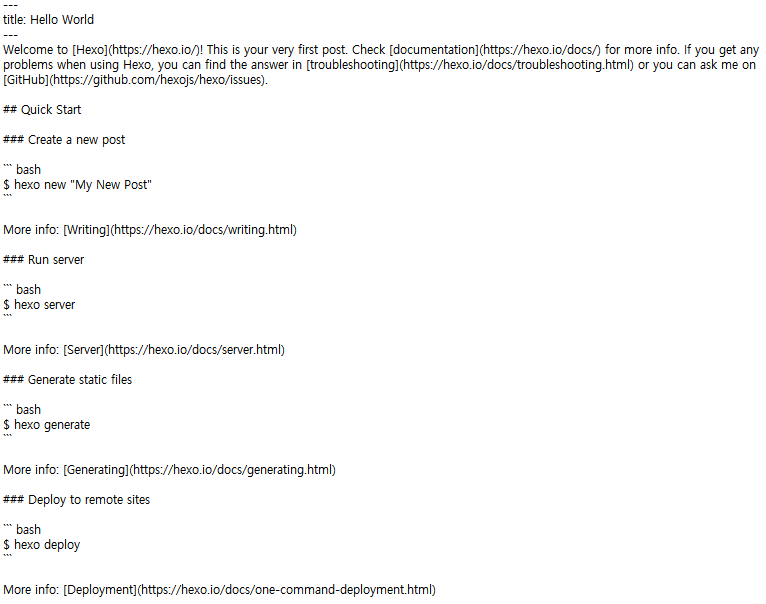 ---
title: Hello World
---
Welcome to [Hexo](https://hexo.io/)! This is your very first post. Check [documentation](https://hexo.io/docs/) for more info. If you get any
problems when using Hexo, you can find the answer in [troubleshooting](https://hexo.io/docs/troubleshooting.html) or you can ask me on
[GitHub](https://github.com/hexojs/hexo/issues).

## Quick Start

### Create a new post

``` bash
$ hexo new "My New Post"
```

More info: [Writing](https://hexo.io/docs/writing.html)

### Run server

``` bash
$ hexo server
```

More info: [Server](https://hexo.io/docs/server.html)

### Generate static files

``` bash
$ hexo generate
```

More info: [Generating](https://hexo.io/docs/generating.html)

### Deploy to remote sites

``` bash
$ hexo deploy
```

More info: [Deployment](https://hexo.io/docs/one-command-deployment.html)